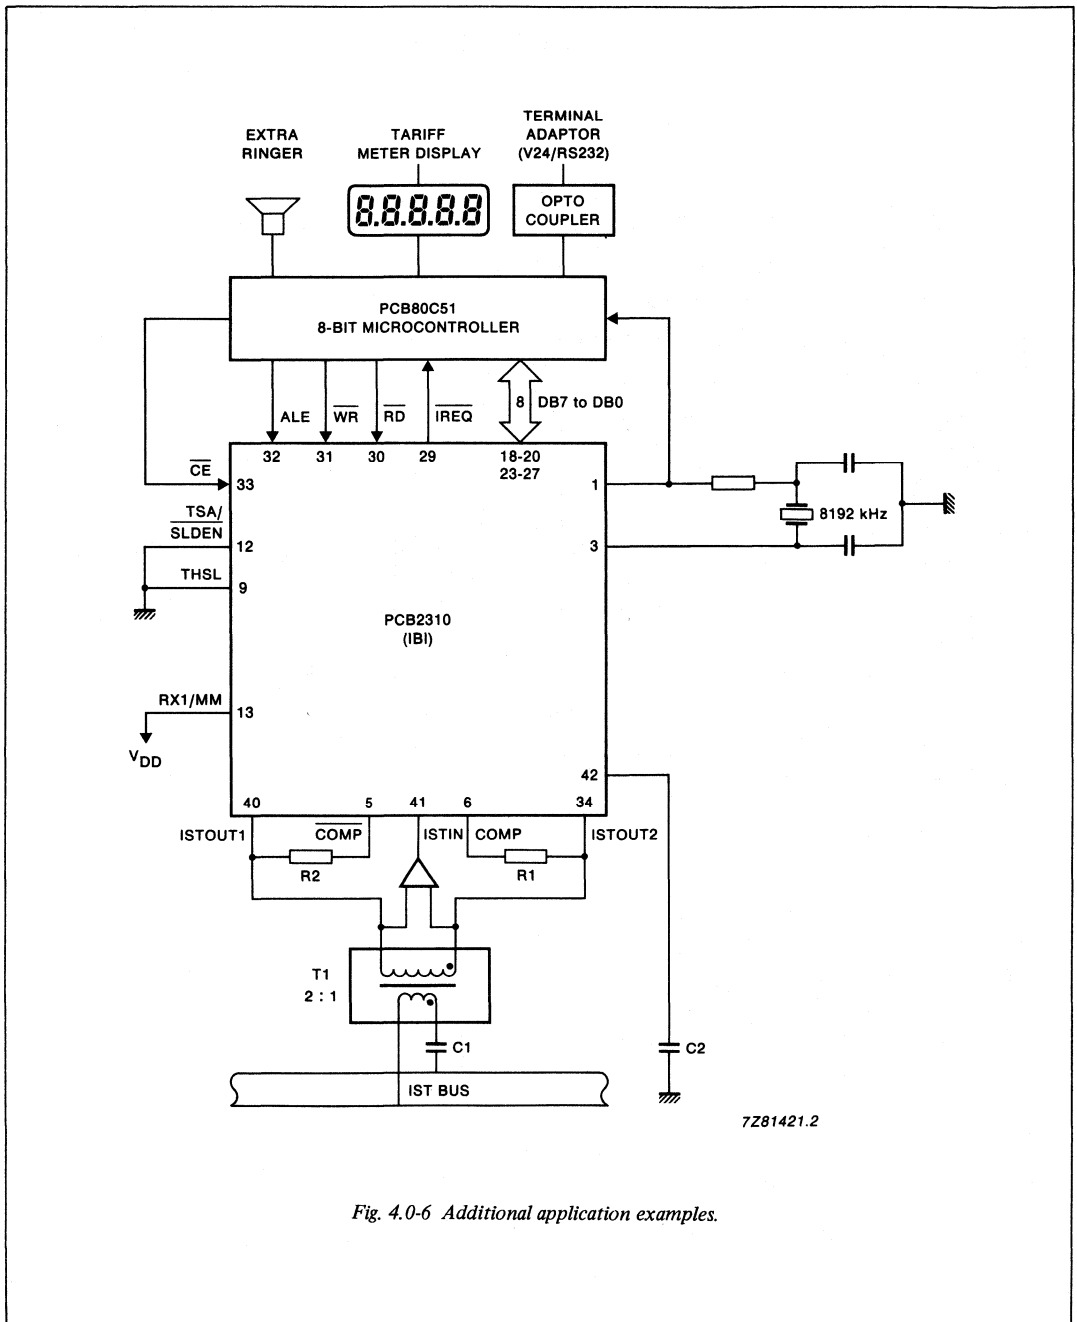 EXTRA
RINGER
TARIFF
METER DISPLAY
TERMINAL
ADAPTOR
(V24/RS232)
8.8.8.8.8
OPTO
COUPLER
PCB80C51
8-BIT MICROCONTROLLER
ALE
WR
RD
IREQ
8
DB7 to DB0
CE
32
31
30
29
18-20
23-27
33
1
TSA/
SLDEN
12
8192 kHz
3
THSL
9
PCB2310
(IBI)
RX1/MM
13
VDD
42
40
5
41
6
34
ISTOUT1
COMP
ISTIN
COMP
ISTOUT2
R2
R1
T1
2 : 1
C1
C2
IST BUS
7Z81421.2
Fig. 4.0-6 Additional application examples.